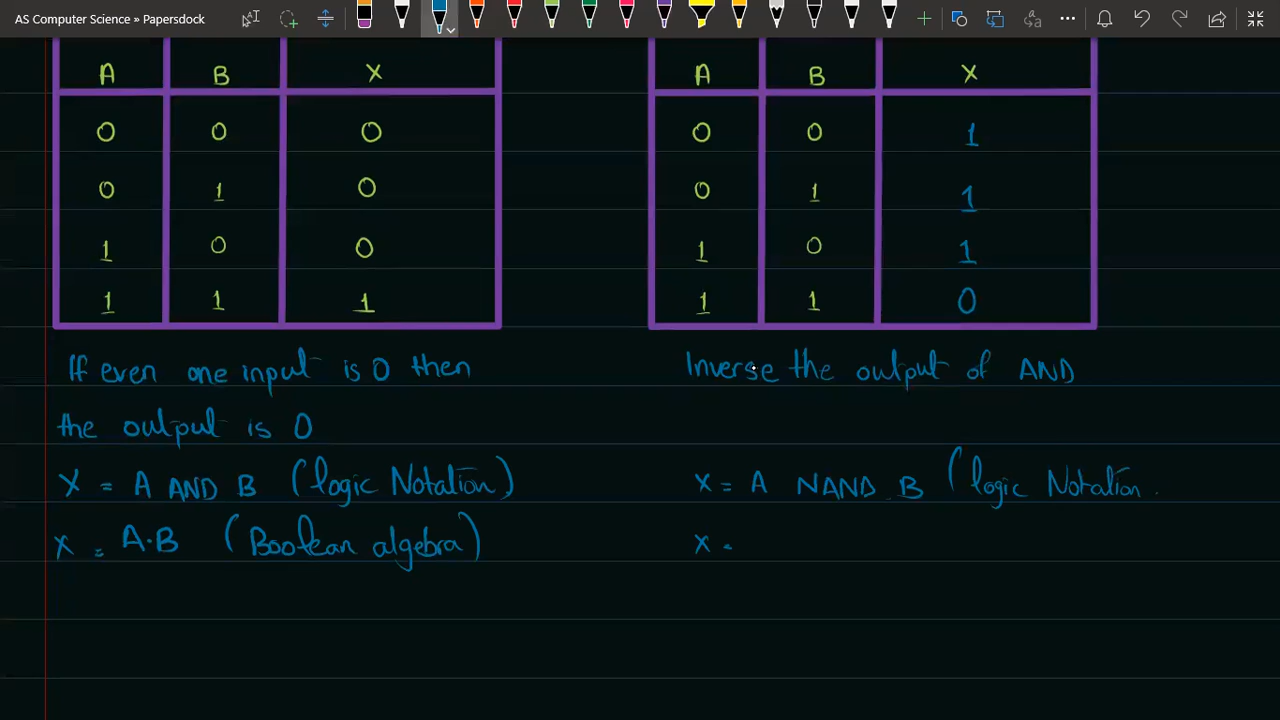 AS Computer Science » Papersdock
A B X
0 0 0
0 1 0
1 0 0
1 1 1
If even one input is 0 then
the output is 0
X = A AND B (logic Notation)
X = A·B (Boolean algebra)
A B X
0 0 1
0 1 1
1 0 1
1 1 0
Inverse the output of AND
X = A NAND B (logic Notation
X =